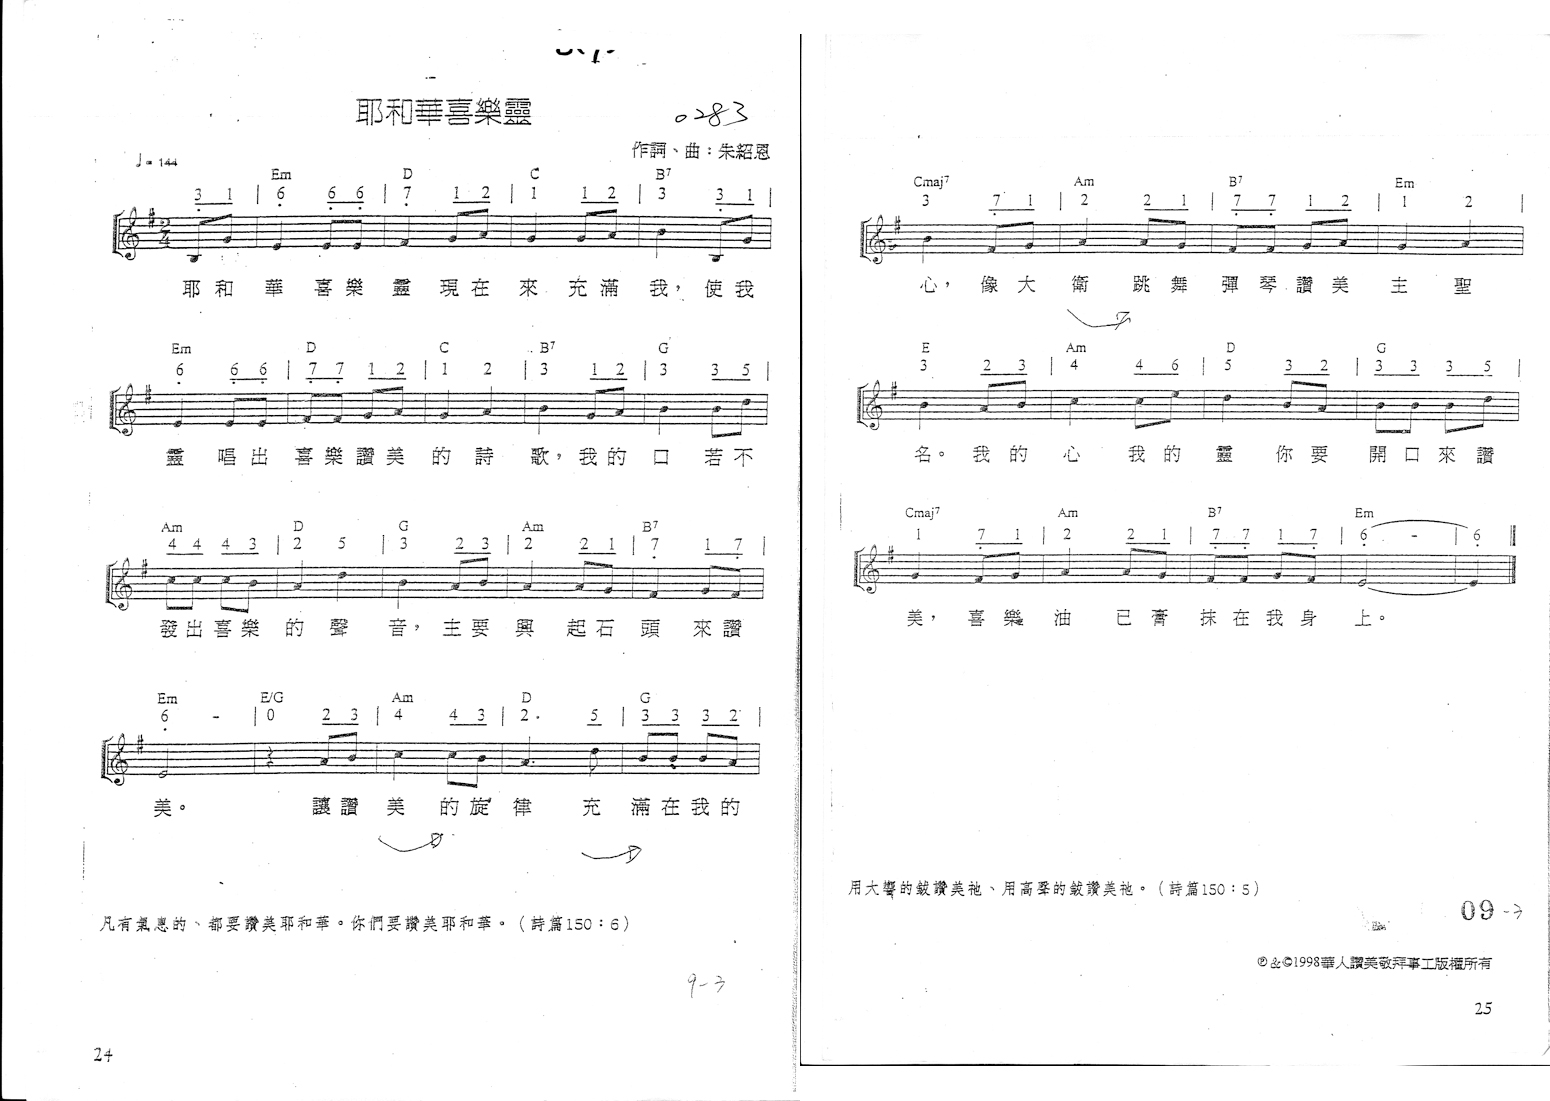 耶和華喜樂靈
0283
作詞、曲：朱紹恩
♩= 144
Em D C B7
3 1 | 6 6 6 | 7 1 2 | 1 1 2 | 3 3 1 |
2/4
耶和華喜樂靈現在來充滿我，使我
Em D C B7 G
6 6 6 | 7 7 1 2 | 1 2 | 3 1 2 | 3 3 5 |
靈唱出喜樂讚美的詩歌，我的口若不
Am D G Am B7
4 4 4 3 | 2 5 | 3 2 3 | 2 2 1 | 7 1 7 |
發出喜樂的聲音，主要興起石頭來讚
Em E/G Am D G
6 - | 0 2 3 | 4 4 3 | 2. 5 | 3 3 3 2 |
美。讓讚美的旋律充滿在我的
凡有氣息的、都要讚美耶和華。你們要讚美耶和華。（詩篇150：6）
9-3
24
Cmaj7 Am B7 Em
3 7 1 | 2 2 1 | 7 7 1 2 | 1 2 |
心，像大衛跳舞彈琴讚美主聖
E Am D G
3 2 3 | 4 4 6 | 5 3 2 | 3 3 3 5 |
名。我的心我的靈你要開口來讚
Cmaj7 Am B7 Em
1 7 1 | 2 2 1 | 7 7 1 7 | 6 - | 6 ||
美，喜樂油已膏抹在我身上。
用大響的鈸讚美祂、用高聲的鈸讚美祂。（詩篇150：5）
09-3
℗&©1998華人讚美敬拜事工版權所有
25